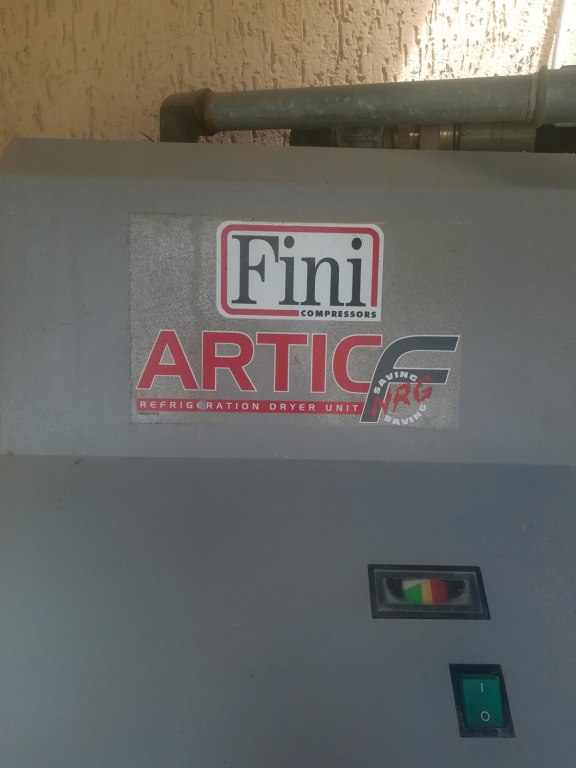 Fini
COMPRESSORS
ARTIC F
SAVING
NRG
SAVING
REFRIGERATION DRYER UNIT
I
O